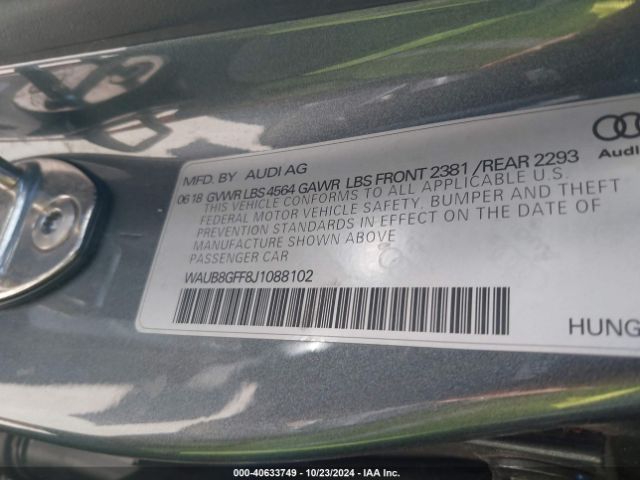 MFD. BY AUDI AG
0618 GVWR LBS 4564 GAWR LBS FRONT 2381 /REAR 2293
THIS VEHICLE CONFORMS TO ALL APPLICABLE U.S.
FEDERAL MOTOR VEHICLE SAFETY, BUMPER AND THEFT
PREVENTION STANDARDS IN EFFECT ON THE DATE OF
MANUFACTURE SHOWN ABOVE
PASSENGER CAR
WAUB8GFF8J1088102
Audi
HUNG
000-40633749 - 10/23/2024 - IAA Inc.